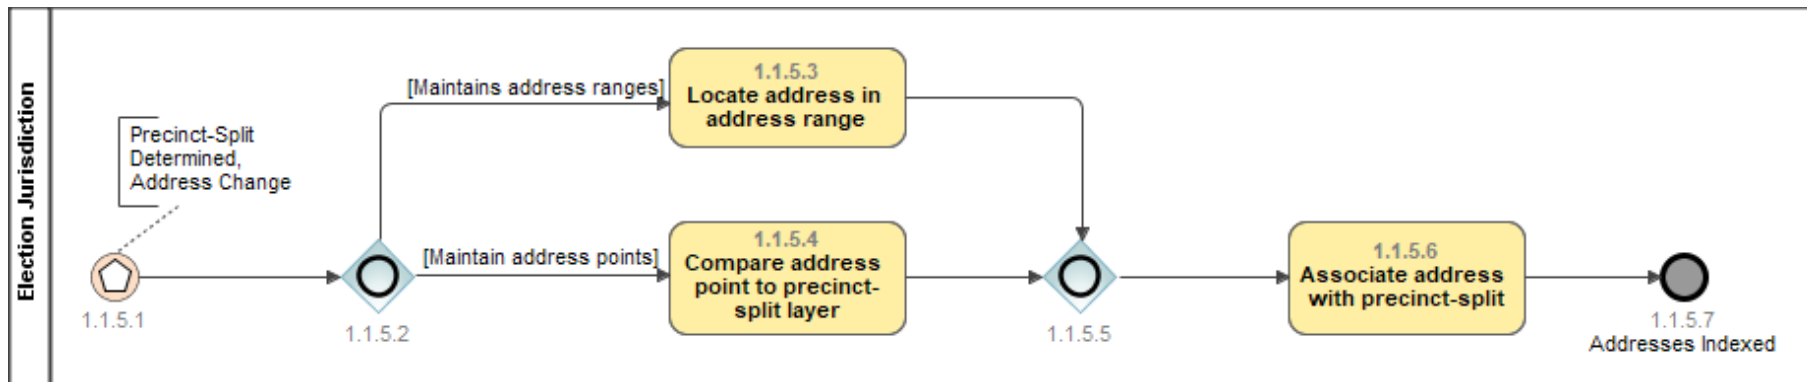 Election Jurisdiction
Precinct-Split
Determined,
Address Change
1.1.5.1
1.1.5.2
[Maintains address ranges]
1.1.5.3
Locate address in
address range
[Maintain address points]
1.1.5.4
Compare address
point to precinct-
split layer
1.1.5.5
1.1.5.6
Associate address
with precinct-split
1.1.5.7
Addresses Indexed